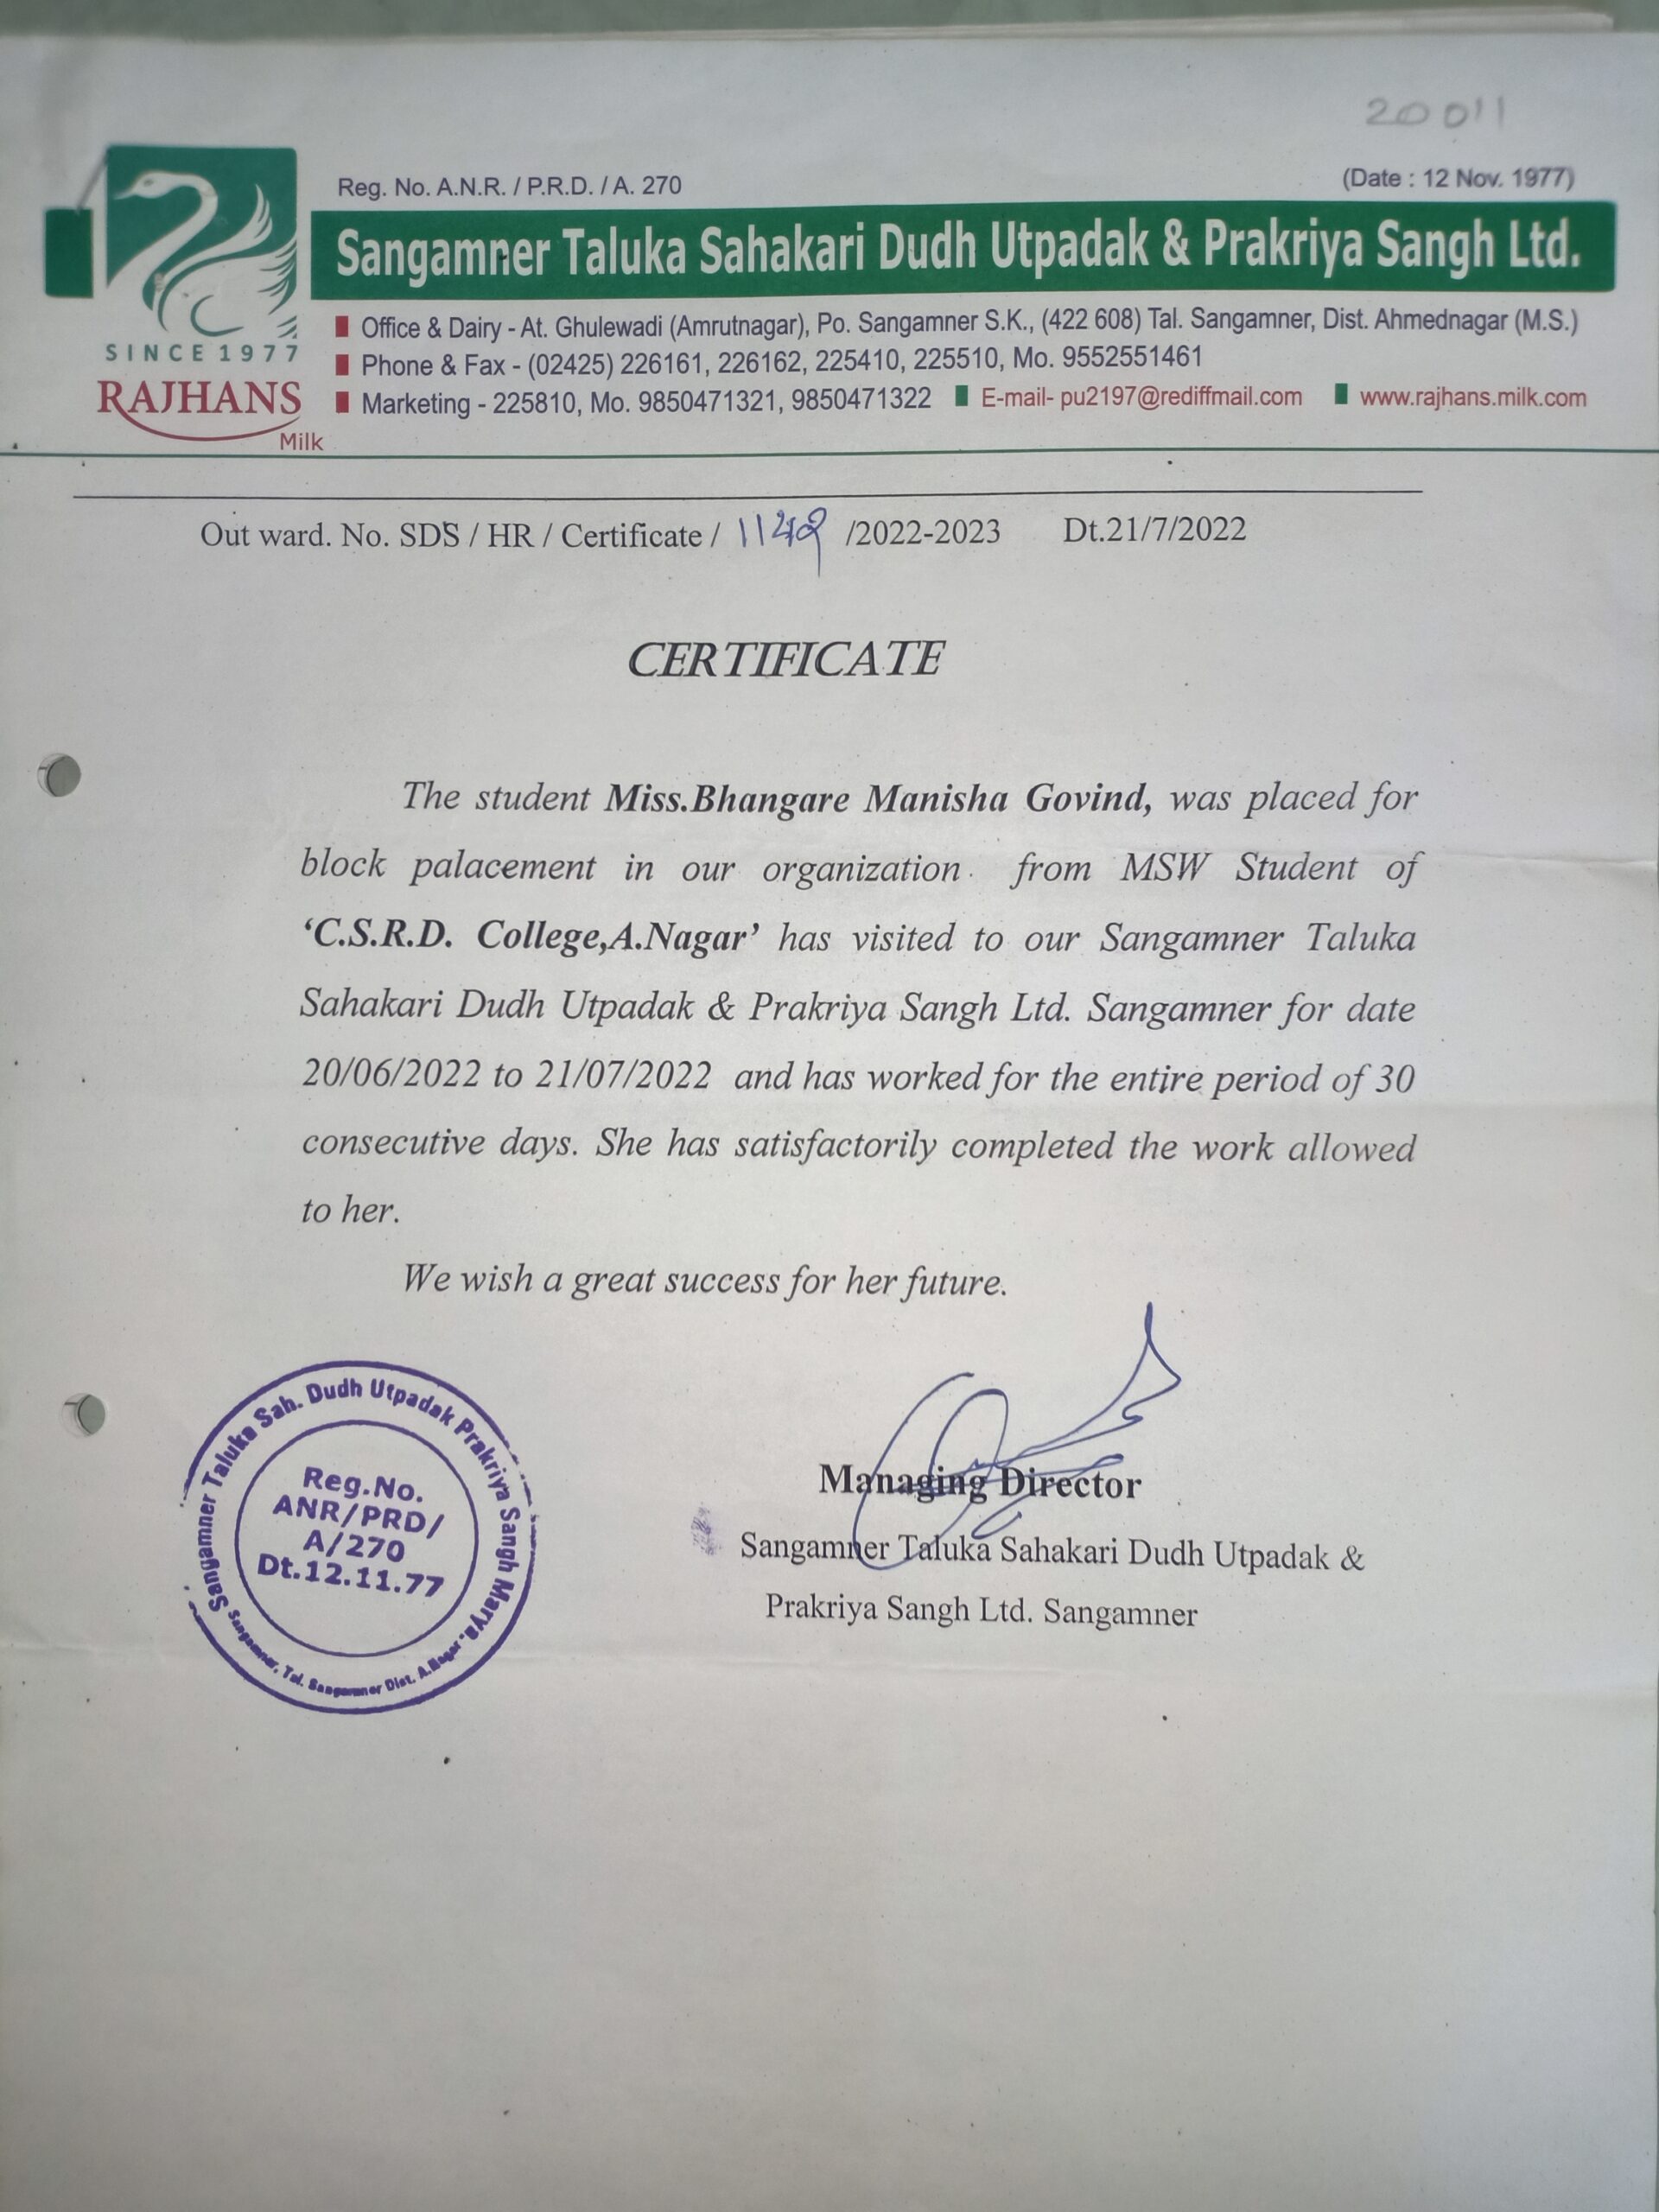 20011
Reg. No. A.N.R. / P.R.D. / A. 270
(Date : 12 Nov. 1977)
Sangamner Taluka Sahakari Dudh Utpadak & Prakriya Sangh Ltd.
SINCE 1977
RAJHANS
Milk
Office & Dairy - At. Ghulewadi (Amrutnagar), Po. Sangamner S.K., (422 608) Tal. Sangamner, Dist. Ahmednagar (M.S.)
Phone & Fax - (02425) 226161, 226162, 225410, 225510, Mo. 9552551461
Marketing - 225810, Mo. 9850471321, 9850471322 E-mail- pu2197@rediffmail.com www.rajhans.milk.com
Out ward. No. SDS / HR / Certificate / /2022-2023 Dt.21/7/2022
CERTIFICATE
The student Miss.Bhangare Manisha Govind, was placed for
block palacement in our organization from MSW Student of
‘C.S.R.D. College,A.Nagar’ has visited to our Sangamner Taluka
Sahakari Dudh Utpadak & Prakriya Sangh Ltd. Sangamner for date
20/06/2022 to 21/07/2022 and has worked for the entire period of 30
consecutive days. She has satisfactorily completed the work allowed
to her.
We wish a great success for her future.
Sangamner Taluka Sah. Dudh Utpadak Prakriya Sangh Marya.
Reg.No.
ANR/PRD/
A/270
Dt.12.11.77
Sangamner, Tal. Sangamner Dist. A.Nagar
Managing Director
Sangamner Taluka Sahakari Dudh Utpadak &
Prakriya Sangh Ltd. Sangamner